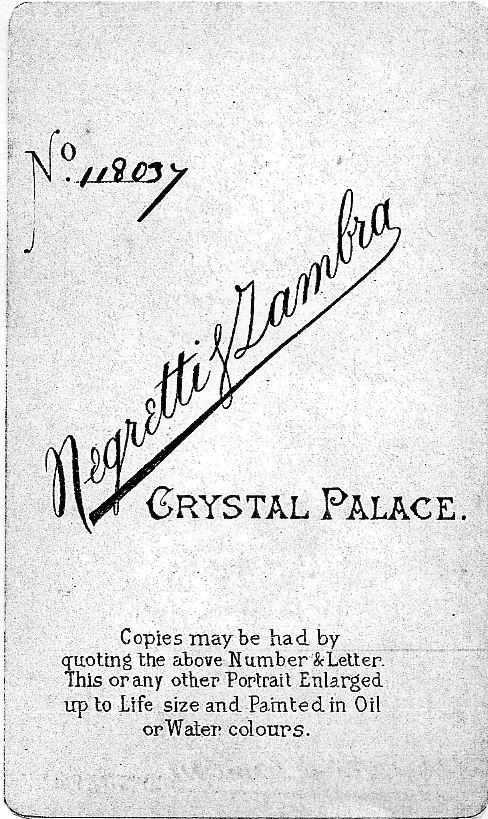 No. 118037
Negretti & Zambra
CRYSTAL PALACE.
Copies may be had by
quoting the above Number & Letter.
This or any other Portrait Enlarged
up to Life size and Painted in Oil
or Water colours.